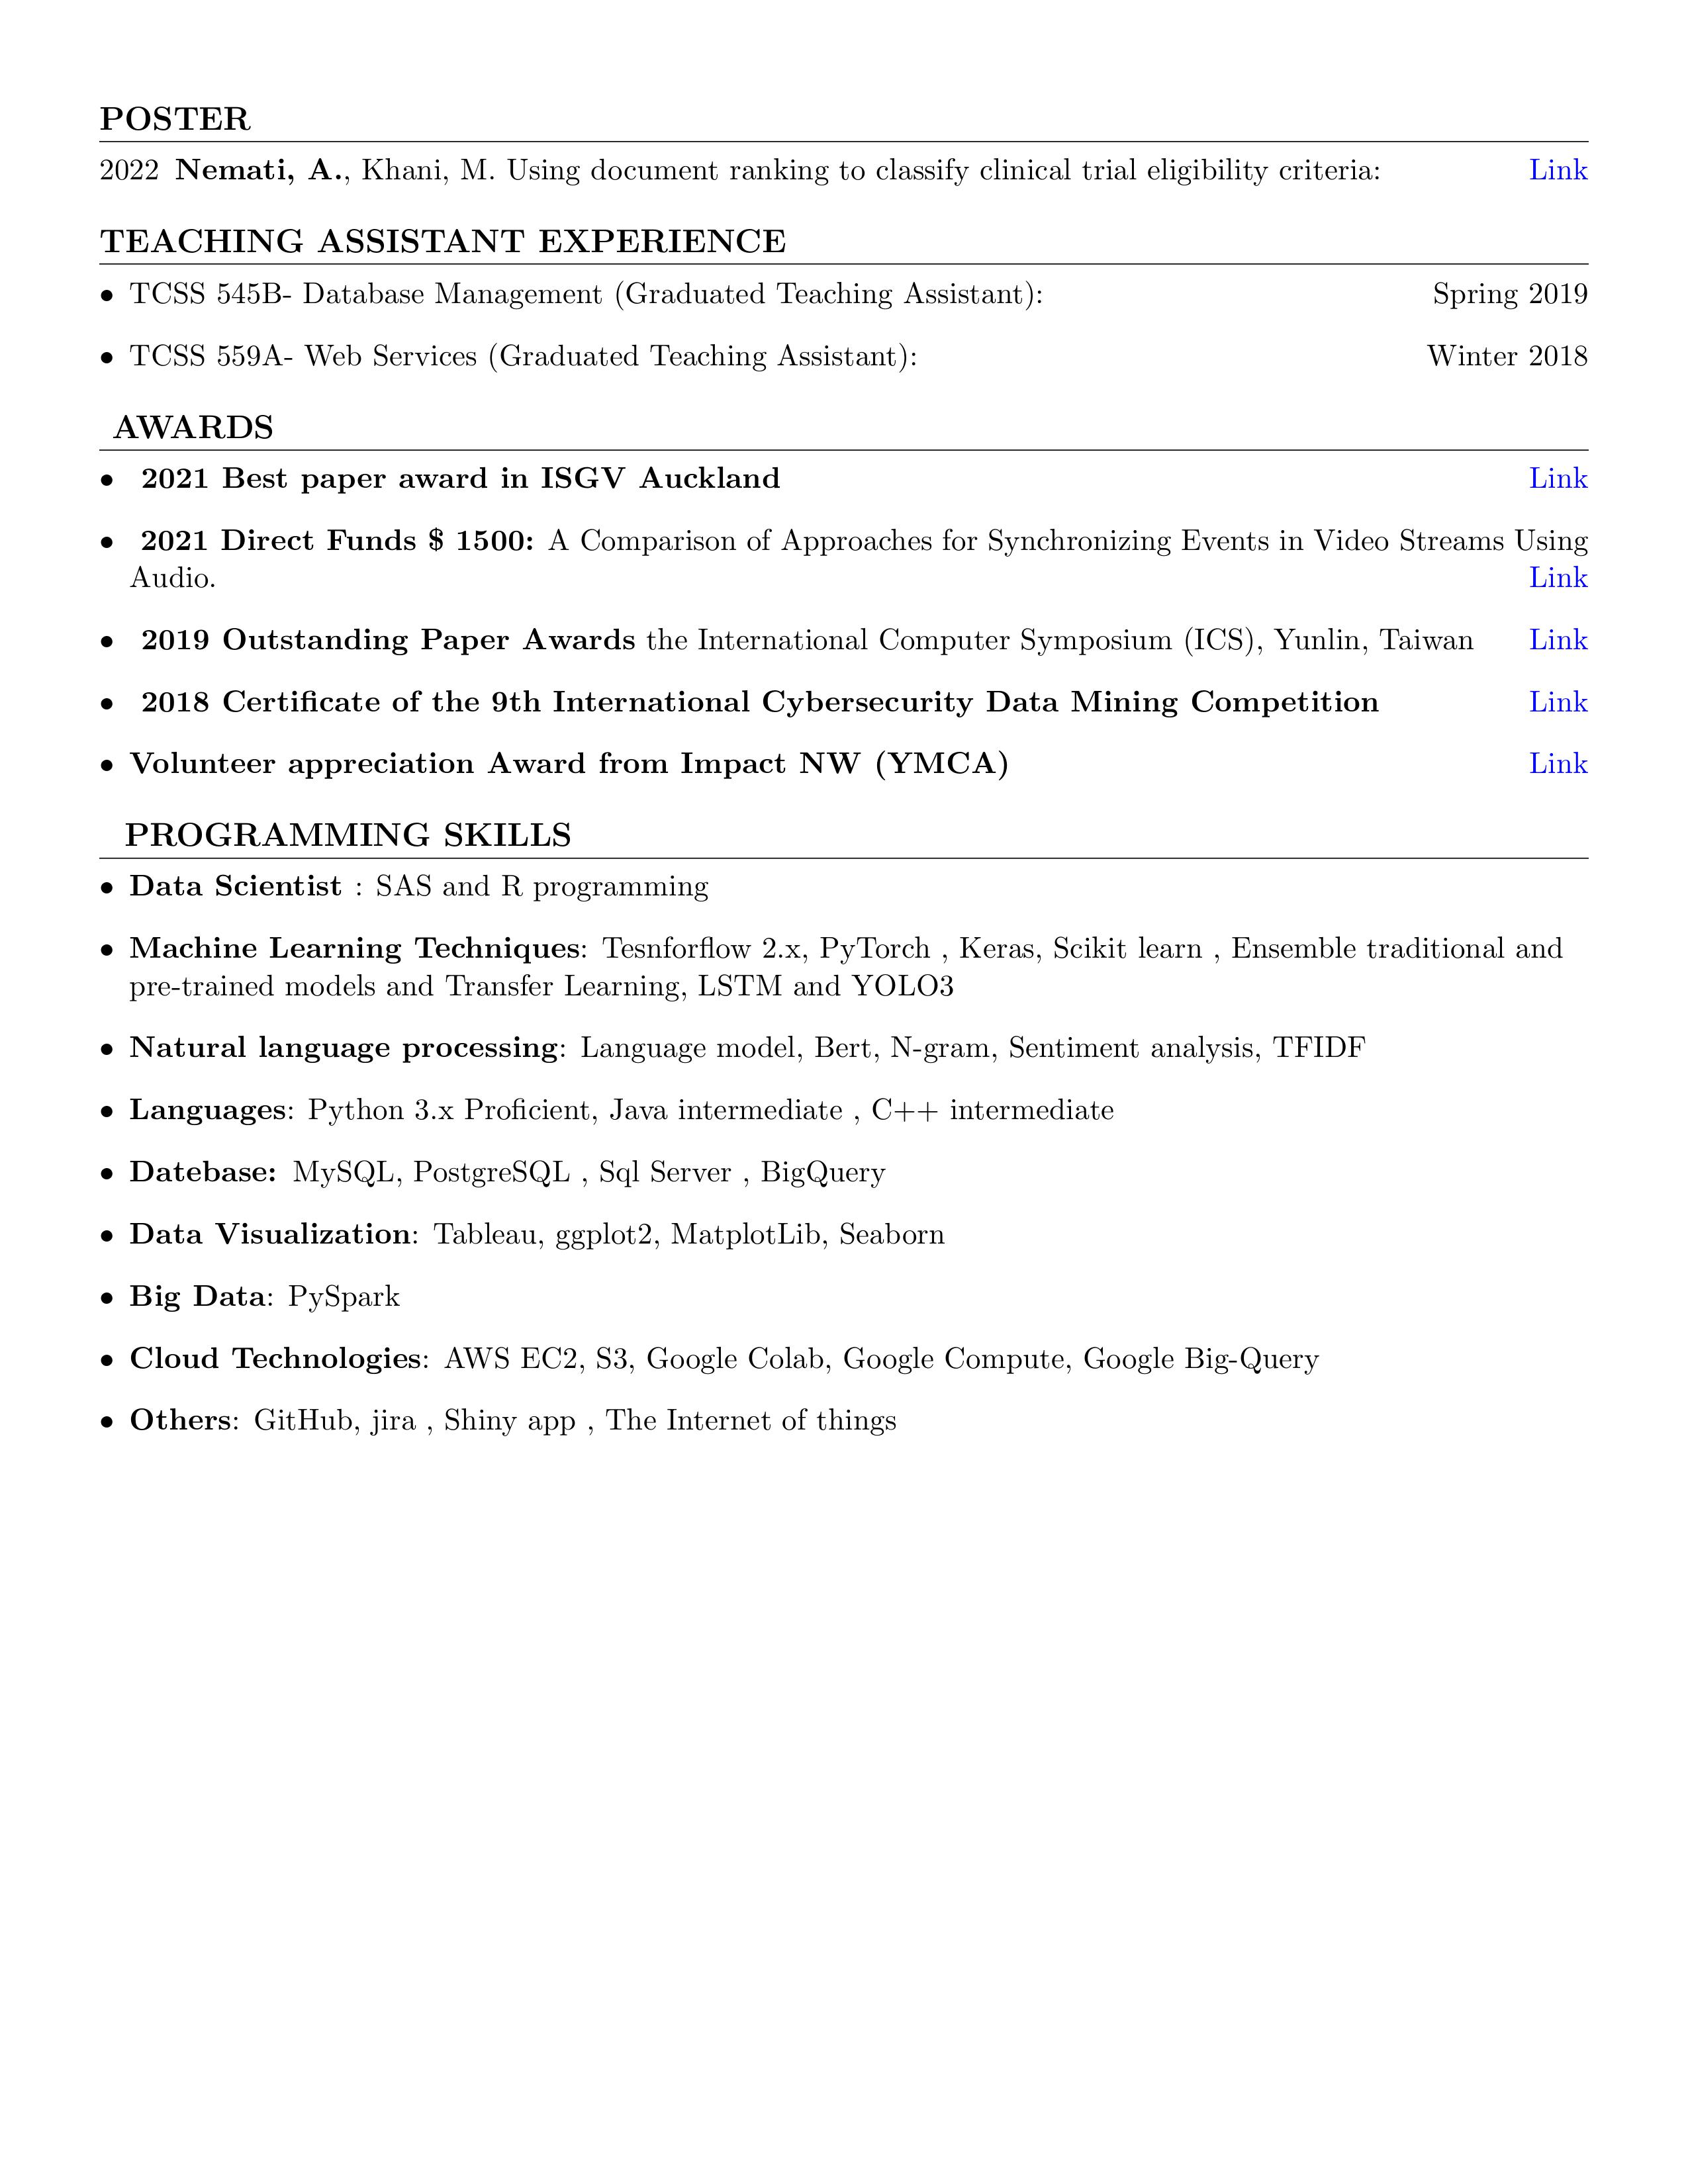 POSTER
2022 Nemati, A., Khani, M. Using document ranking to classify clinical trial eligibility criteria: Link
TEACHING ASSISTANT EXPERIENCE
• TCSS 545B- Database Management (Graduated Teaching Assistant): Spring 2019
• TCSS 559A- Web Services (Graduated Teaching Assistant): Winter 2018
AWARDS
• 2021 Best paper award in ISGV Auckland Link
• 2021 Direct Funds $ 1500: A Comparison of Approaches for Synchronizing Events in Video Streams Using
Audio. Link
• 2019 Outstanding Paper Awards the International Computer Symposium (ICS), Yunlin, Taiwan Link
• 2018 Certificate of the 9th International Cybersecurity Data Mining Competition Link
• Volunteer appreciation Award from Impact NW (YMCA) Link
PROGRAMMING SKILLS
• Data Scientist : SAS and R programming
• Machine Learning Techniques: Tesnforflow 2.x, PyTorch , Keras, Scikit learn , Ensemble traditional and
pre-trained models and Transfer Learning, LSTM and YOLO3
• Natural language processing: Language model, Bert, N-gram, Sentiment analysis, TFIDF
• Languages: Python 3.x Proficient, Java intermediate , C++ intermediate
• Datebase: MySQL, PostgreSQL , Sql Server , BigQuery
• Data Visualization: Tableau, ggplot2, MatplotLib, Seaborn
• Big Data: PySpark
• Cloud Technologies: AWS EC2, S3, Google Colab, Google Compute, Google Big-Query
• Others: GitHub, jira , Shiny app , The Internet of things